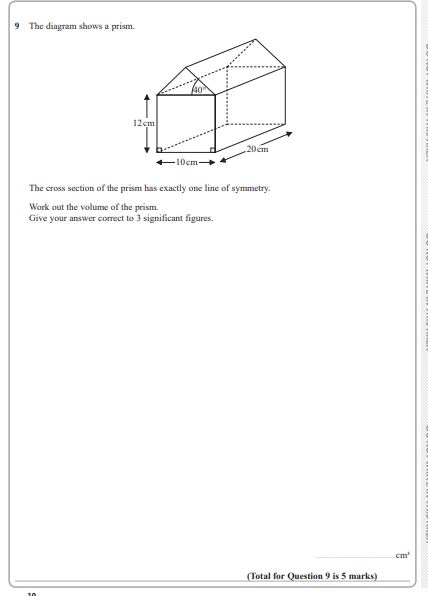 9 The diagram shows a prism.
40°
12 cm
20 cm
10 cm
The cross section of the prism has exactly one line of symmetry.
Work out the volume of the prism.
Give your answer correct to 3 significant figures.
cm³
(Total for Question 9 is 5 marks)
10